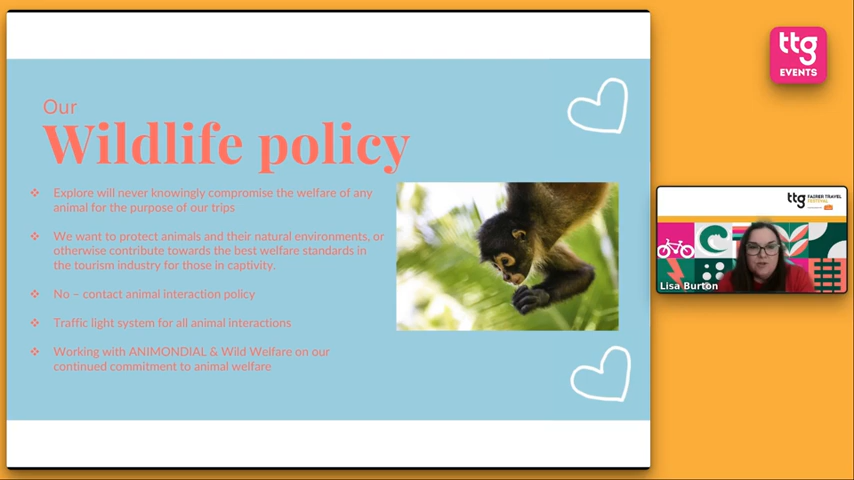 Our
Wildlife policy
❖ Explore will never knowingly compromise the welfare of any
animal for the purpose of our trips
❖ We want to protect animals and their natural environments, or
otherwise contribute towards the best welfare standards in
the tourism industry for those in captivity.
❖ No – contact animal interaction policy
❖ Traffic light system for all animal interactions
❖ Working with ANIMONDIAL & Wild Welfare on our
continued commitment to animal welfare
ttg
EVENTS
ttg FAIRER TRAVEL
FESTIVAL
Lisa Burton